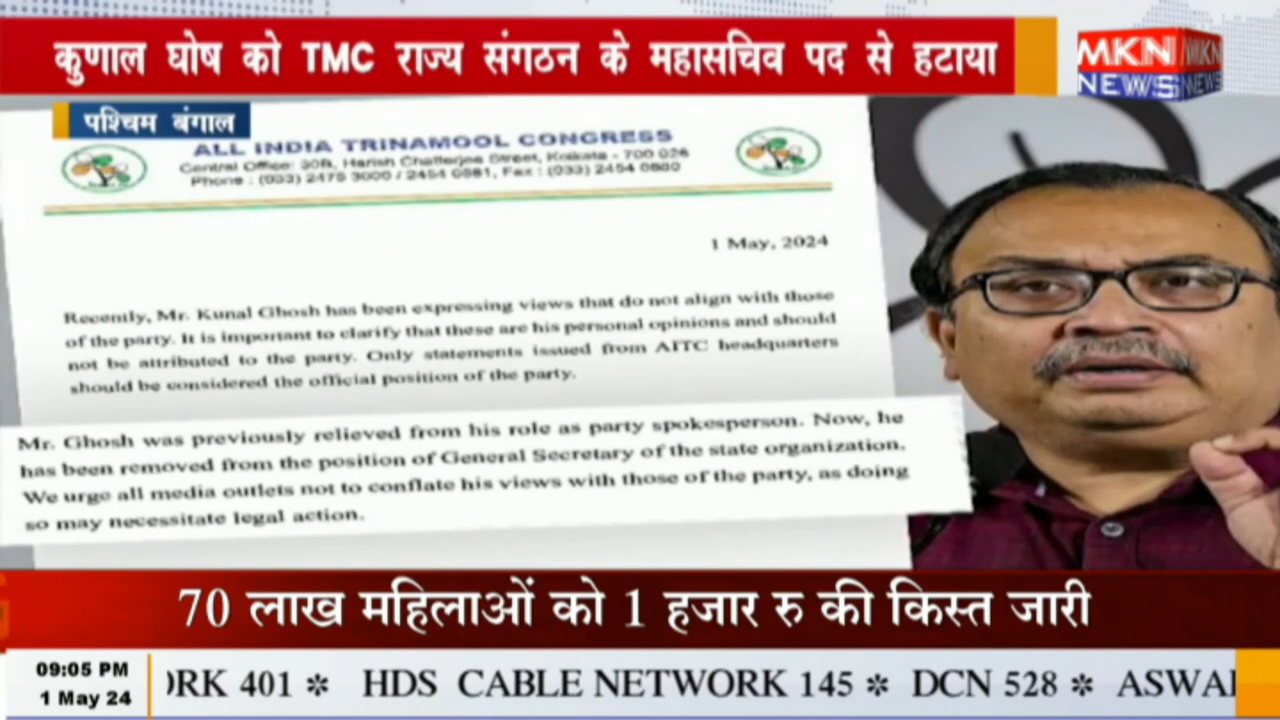 कुणाल घोष को TMC राज्य संगठन के महासचिव पद से हटाया
MKN
NEWS
पश्चिम बंगाल
ALL INDIA TRINAMOOL CONGRESS
Central Office: 30B, Harish Chatterjee Street, Kolkata - 700 026
Phone : (033) 2475 3000 / 2454 0881, Fax : (033) 2454 0880
1 May, 2024
Recently, Mr. Kunal Ghosh has been expressing views that do not align with those
of the party. It is important to clarify that these are his personal opinions and should
not be attributed to the party. Only statements issued from AITC headquarters
should be considered the official position of the party.
Mr. Ghosh was previously relieved from his role as party spokesperson. Now, he
has been removed from the position of General Secretary of the state organization.
We urge all media outlets not to conflate his views with those of the party, as doing
so may necessitate legal action.
70 लाख महिलाओं को 1 हजार रु की किस्त जारी
09:05 PM
1 May 24
RK 401 * HDS CABLE NETWORK 145 * DCN 528 * ASWA